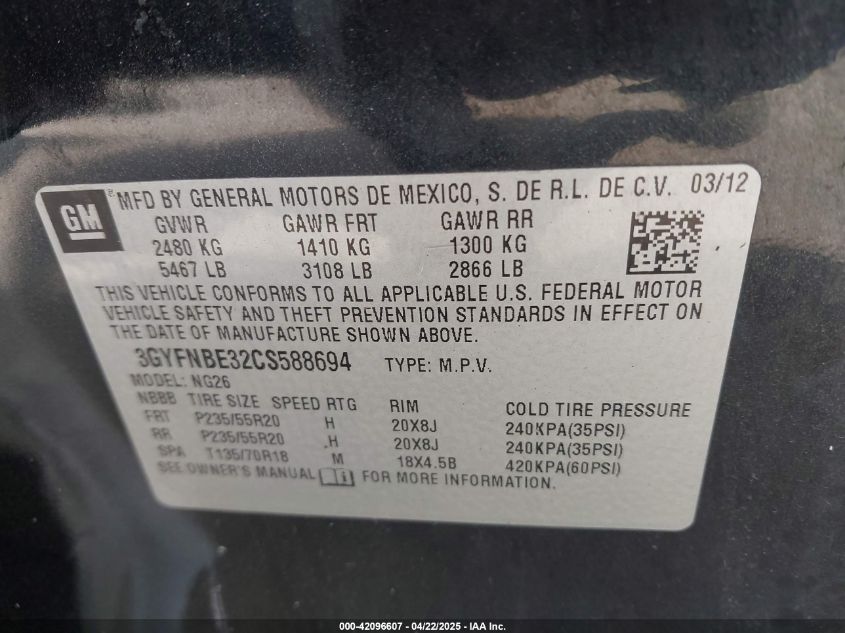 GM
MFD BY GENERAL MOTORS DE MEXICO, S. DE R.L. DE C.V. 03/12
GVWR GAWR FRT GAWR RR
2480 KG 1410 KG 1300 KG
5467 LB 3108 LB 2866 LB
THIS VEHICLE CONFORMS TO ALL APPLICABLE U.S. FEDERAL MOTOR
VEHICLE SAFETY AND THEFT PREVENTION STANDARDS IN EFFECT ON
THE DATE OF MANUFACTURE SHOWN ABOVE.
3GYFNBE32CS588694 TYPE: M.P.V.
MODEL: NG26
NBBB TIRE SIZE SPEED RTG RIM COLD TIRE PRESSURE
FRT P235/55R20 H 20X8J 240KPA(35PSI)
RR P235/55R20 H 20X8J 240KPA(35PSI)
SPA T135/70R18 M 18X4.5B 420KPA(60PSI)
SEE OWNER'S MANUAL FOR MORE INFORMATION.
000-42096607 - 04/22/2025 - IAA Inc.